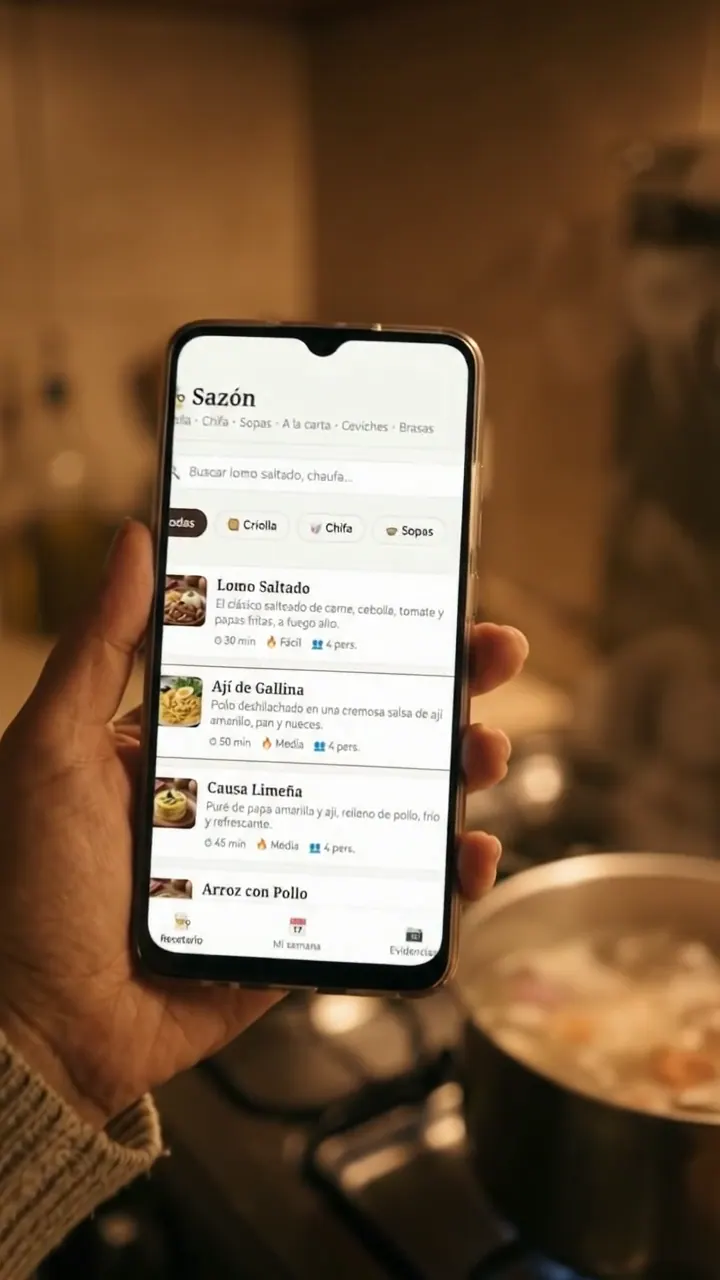 Sazón
· Chifa · Sopas · A la carta · Ceviches · Brasas
Buscar lomo saltado, chaufa...
odas Criolla Chifa Sopas
Lomo Saltado
El clásico salteado de carne, cebolla, tomate y
papas fritas, a fuego alto.
30 min Fácil 4 pers.
Ají de Gallina
Pollo deshilachado en una cremosa salsa de ají
amarillo, pan y nueces.
50 min Media 4 pers.
Causa Limeña
Puré de papa amarilla y ají, relleno de pollo, frío
y refrescante.
45 min Media 4 pers.
Arroz con Pollo
17
Recetario Mi semana Evidencias